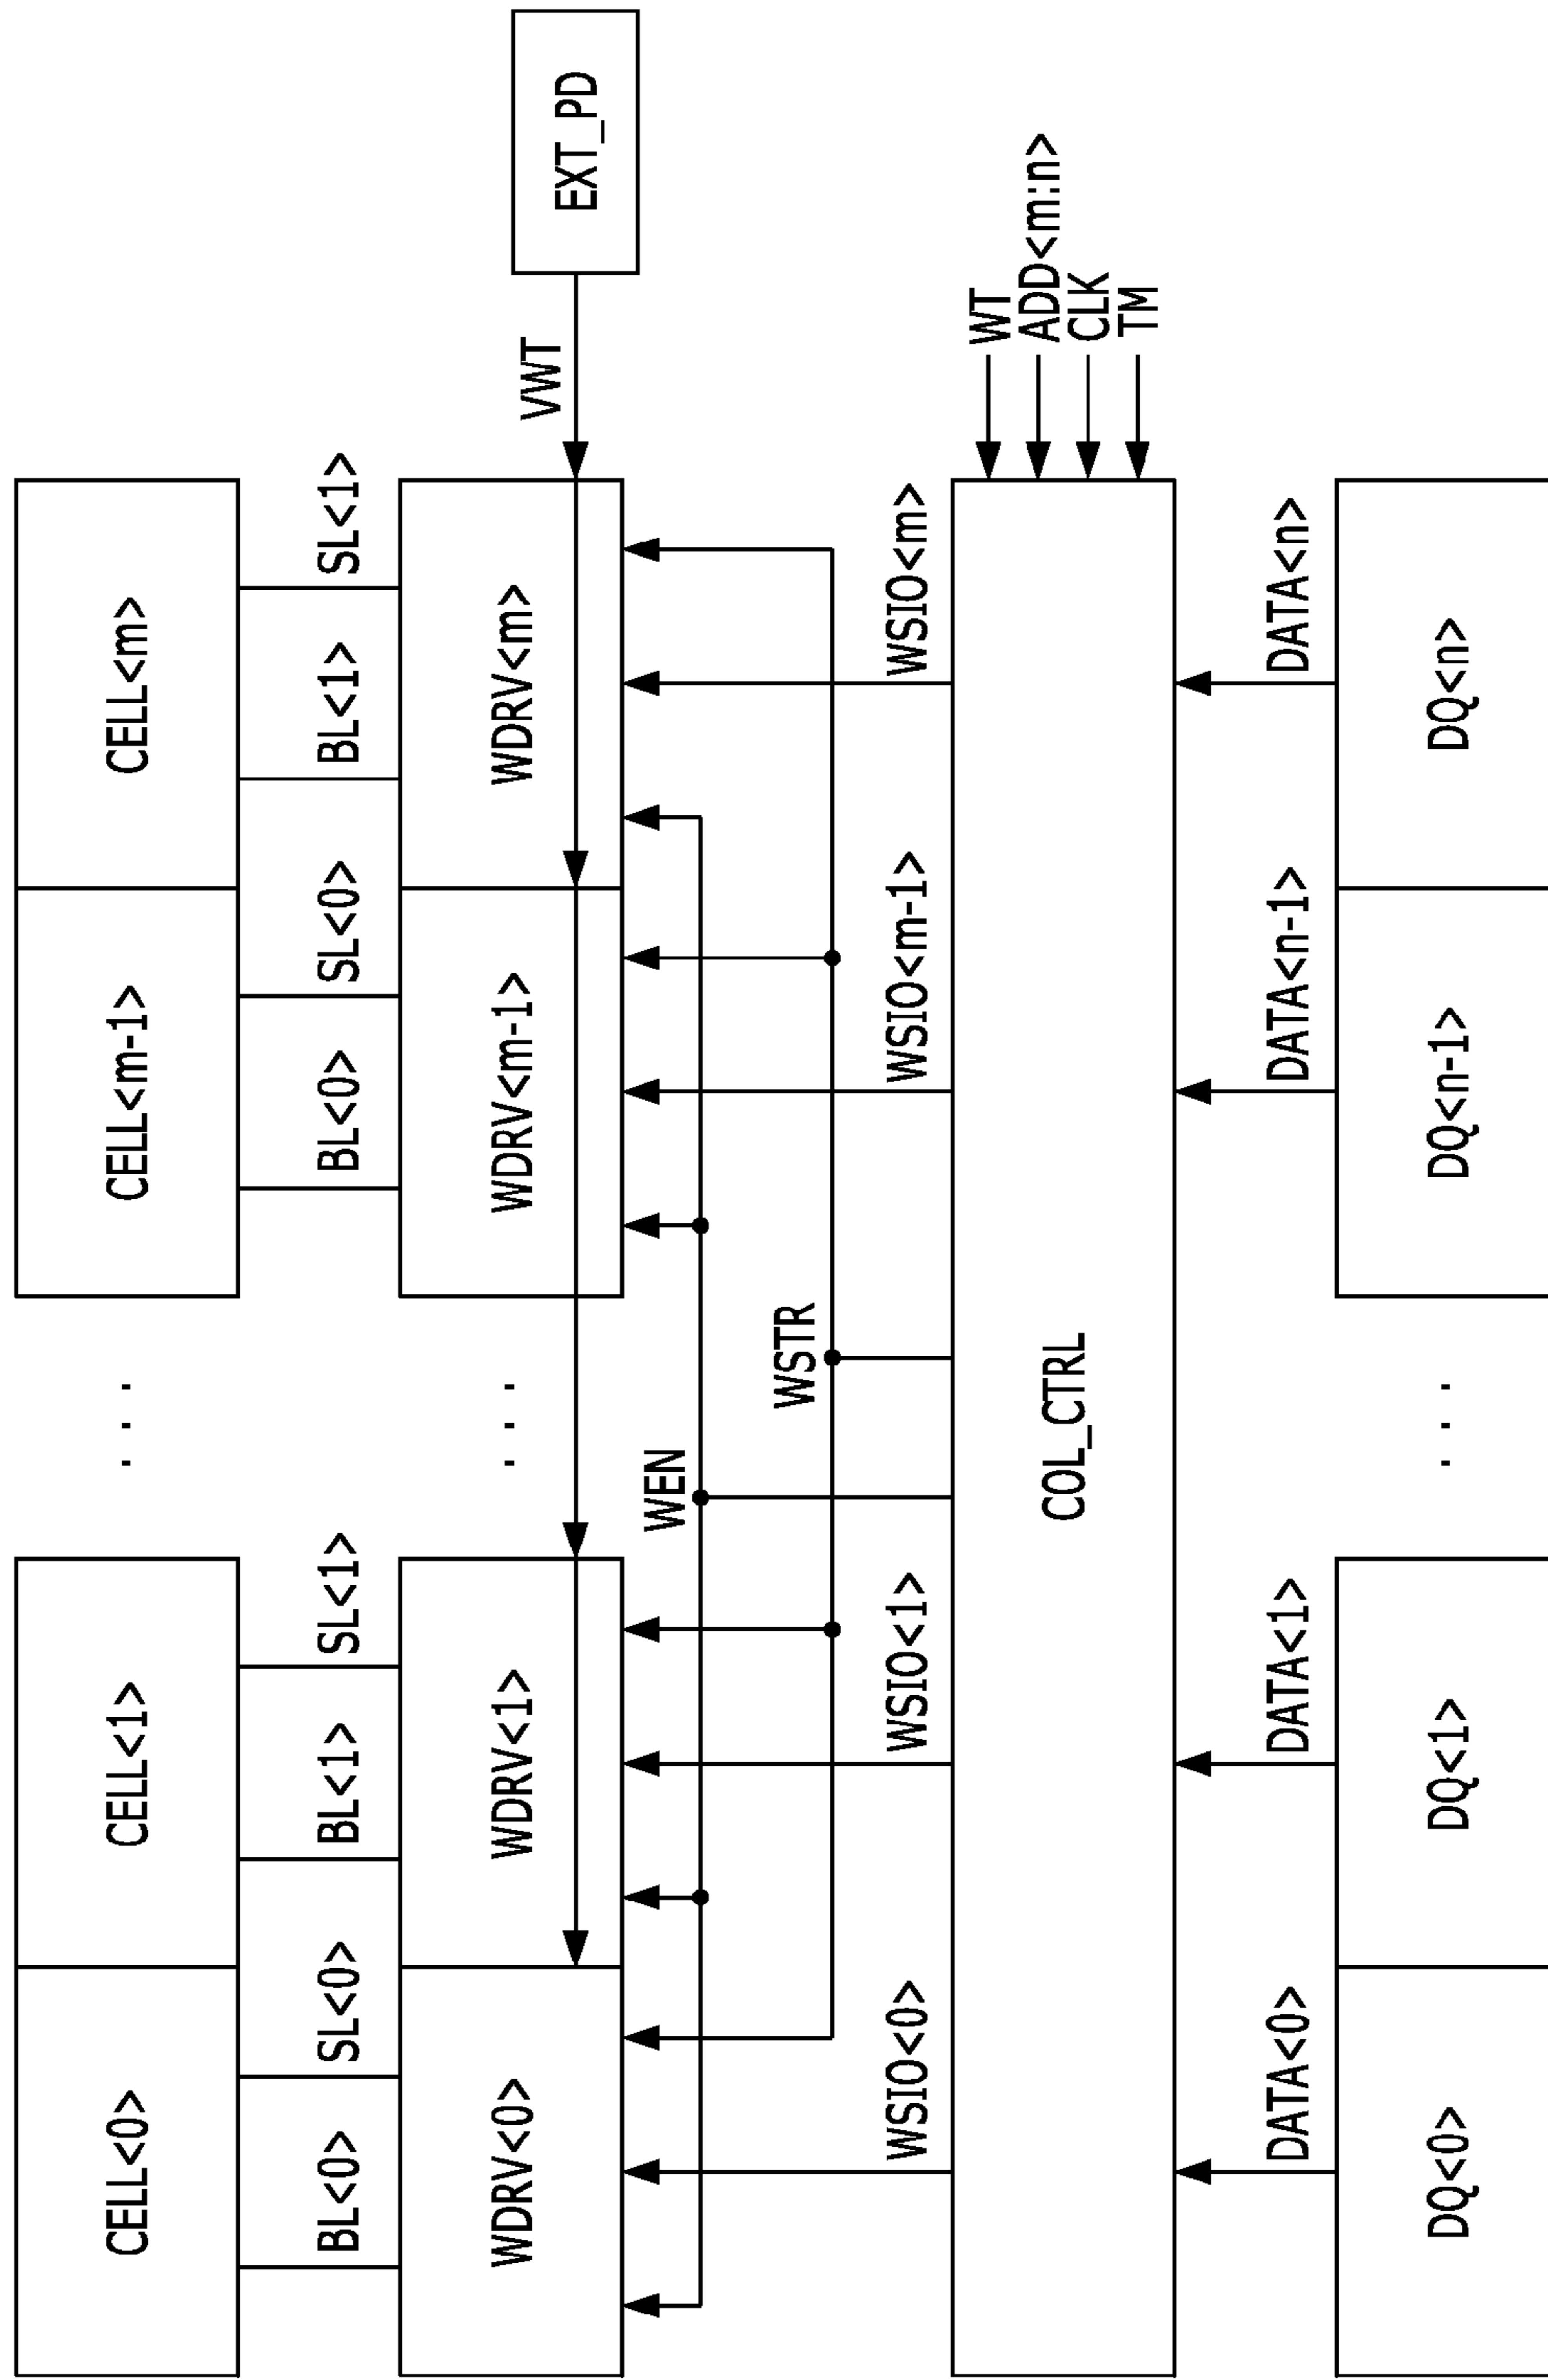 CELL<0>
CELL<1>
. . .
CELL<m-1>
CELL<m>
BL<0>
SL<0>
BL<1>
SL<1>
BL<0>
SL<0>
BL<1>
SL<1>
WDRV<0>
WDRV<1>
. . .
WDRV<m-1>
WDRV<m>
VWT
EXT_PD
WEN
WSTR
WSIO<0>
WSIO<1>
WSIO<m-1>
WSIO<m>
COL_CTRL
WT
ADD<m:n>
CLK
TM
DATA<0>
DATA<1>
DATA<n-1>
DATA<n>
DQ<0>
DQ<1>
. . .
DQ<n-1>
DQ<n>